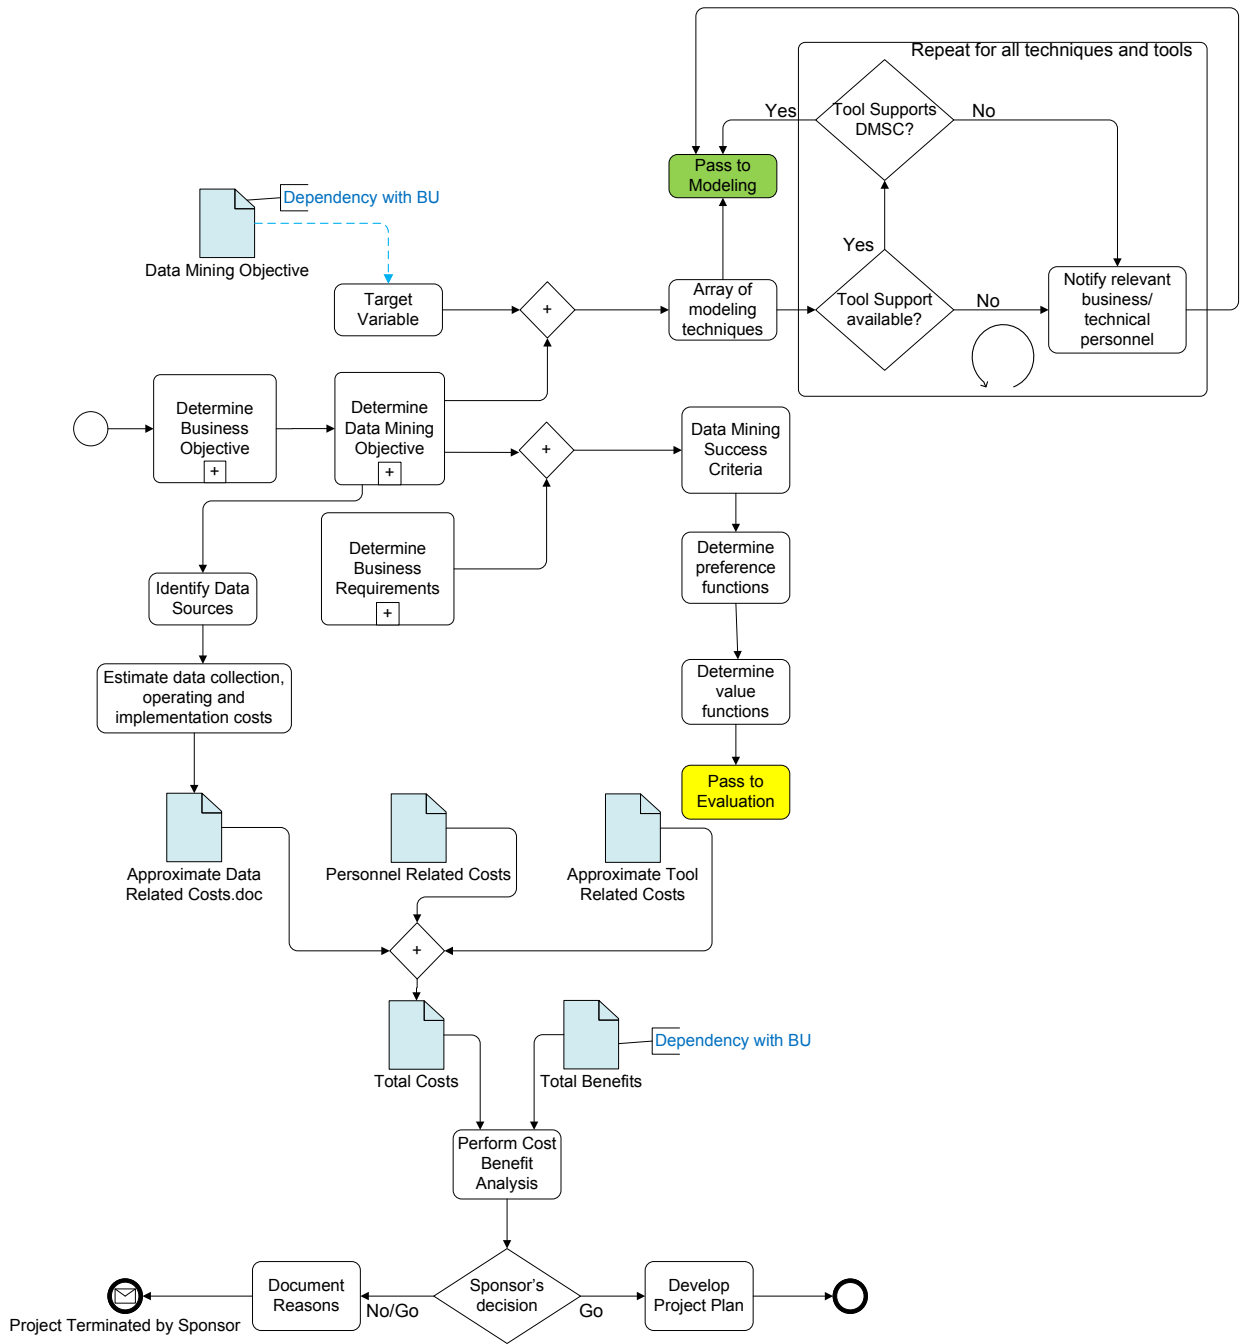 Repeat for all techniques and tools
Tool Supports
DMSC?
Yes
No
Pass to
Modeling
Dependency with BU
Data Mining Objective
Yes
Target
Variable
+
Array of
modeling
techniques
Tool Support
available?
No
Notify relevant
business/
technical
personnel
Determine
Business
Objective
+
Determine
Data Mining
Objective
+
+
Data Mining
Success
Criteria
Determine
Business
Requirements
+
Determine
preference
functions
Identify Data
Sources
Estimate data collection,
operating and
implementation costs
Determine
value
functions
Pass to
Evaluation
Approximate Data
Related Costs.doc
Personnel Related Costs
Approximate Tool
Related Costs
+
Total Costs
Total Benefits
Dependency with BU
Perform Cost
Benefit
Analysis
Sponsor's
decision
No/Go
Go
Document
Reasons
Develop
Project Plan
Project Terminated by Sponsor